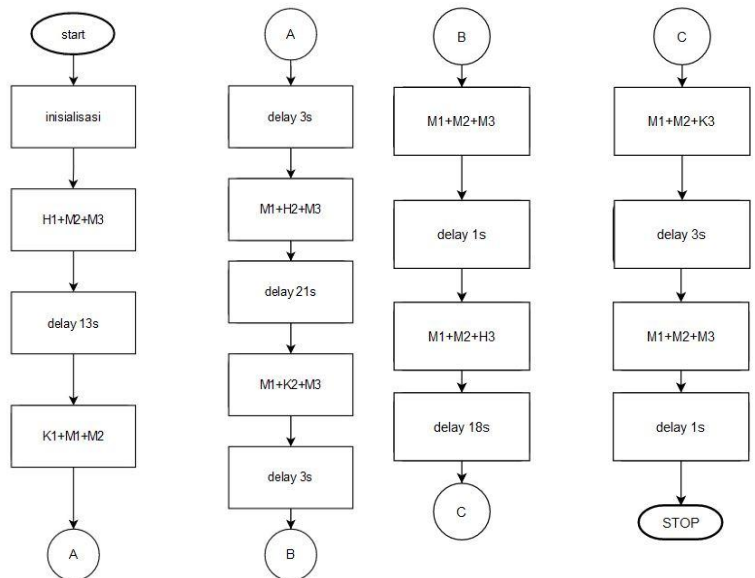 start
inisialisasi
H1+M2+M3
delay 13s
K1+M1+M2
A
A
delay 3s
M1+H2+M3
delay 21s
M1+K2+M3
delay 3s
B
B
M1+M2+M3
delay 1s
M1+M2+H3
delay 18s
C
C
M1+M2+K3
delay 3s
M1+M2+M3
delay 1s
STOP